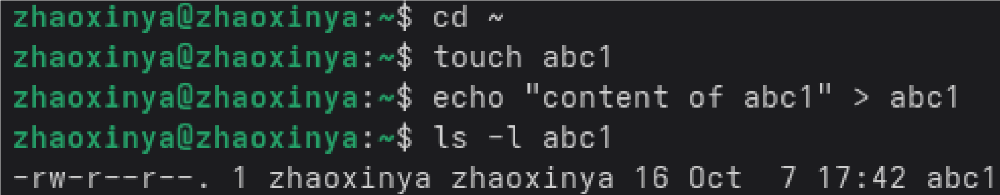 zhaoxinya@zhaoxinya:~$ cd ~
zhaoxinya@zhaoxinya:~$ touch abc1
zhaoxinya@zhaoxinya:~$ echo "content of abc1" > abc1
zhaoxinya@zhaoxinya:~$ ls -l abc1
-rw-r--r--. 1 zhaoxinya zhaoxinya 16 Oct  7 17:42 abc1